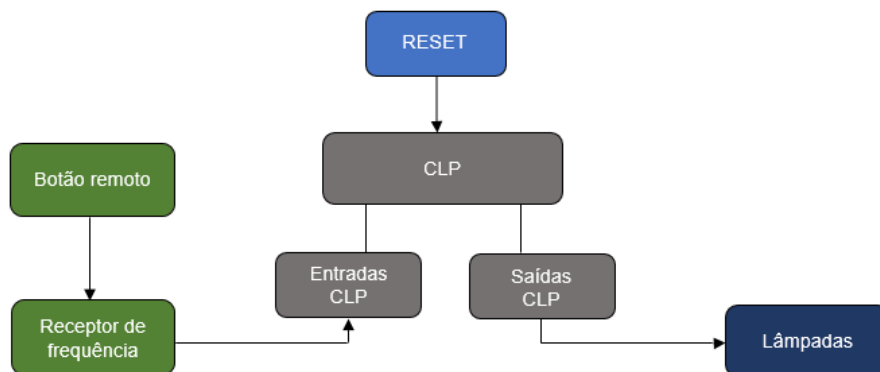 RESET
CLP
Botão remoto
Entradas
CLP
Saídas
CLP
Receptor de
frequência
Lâmpadas